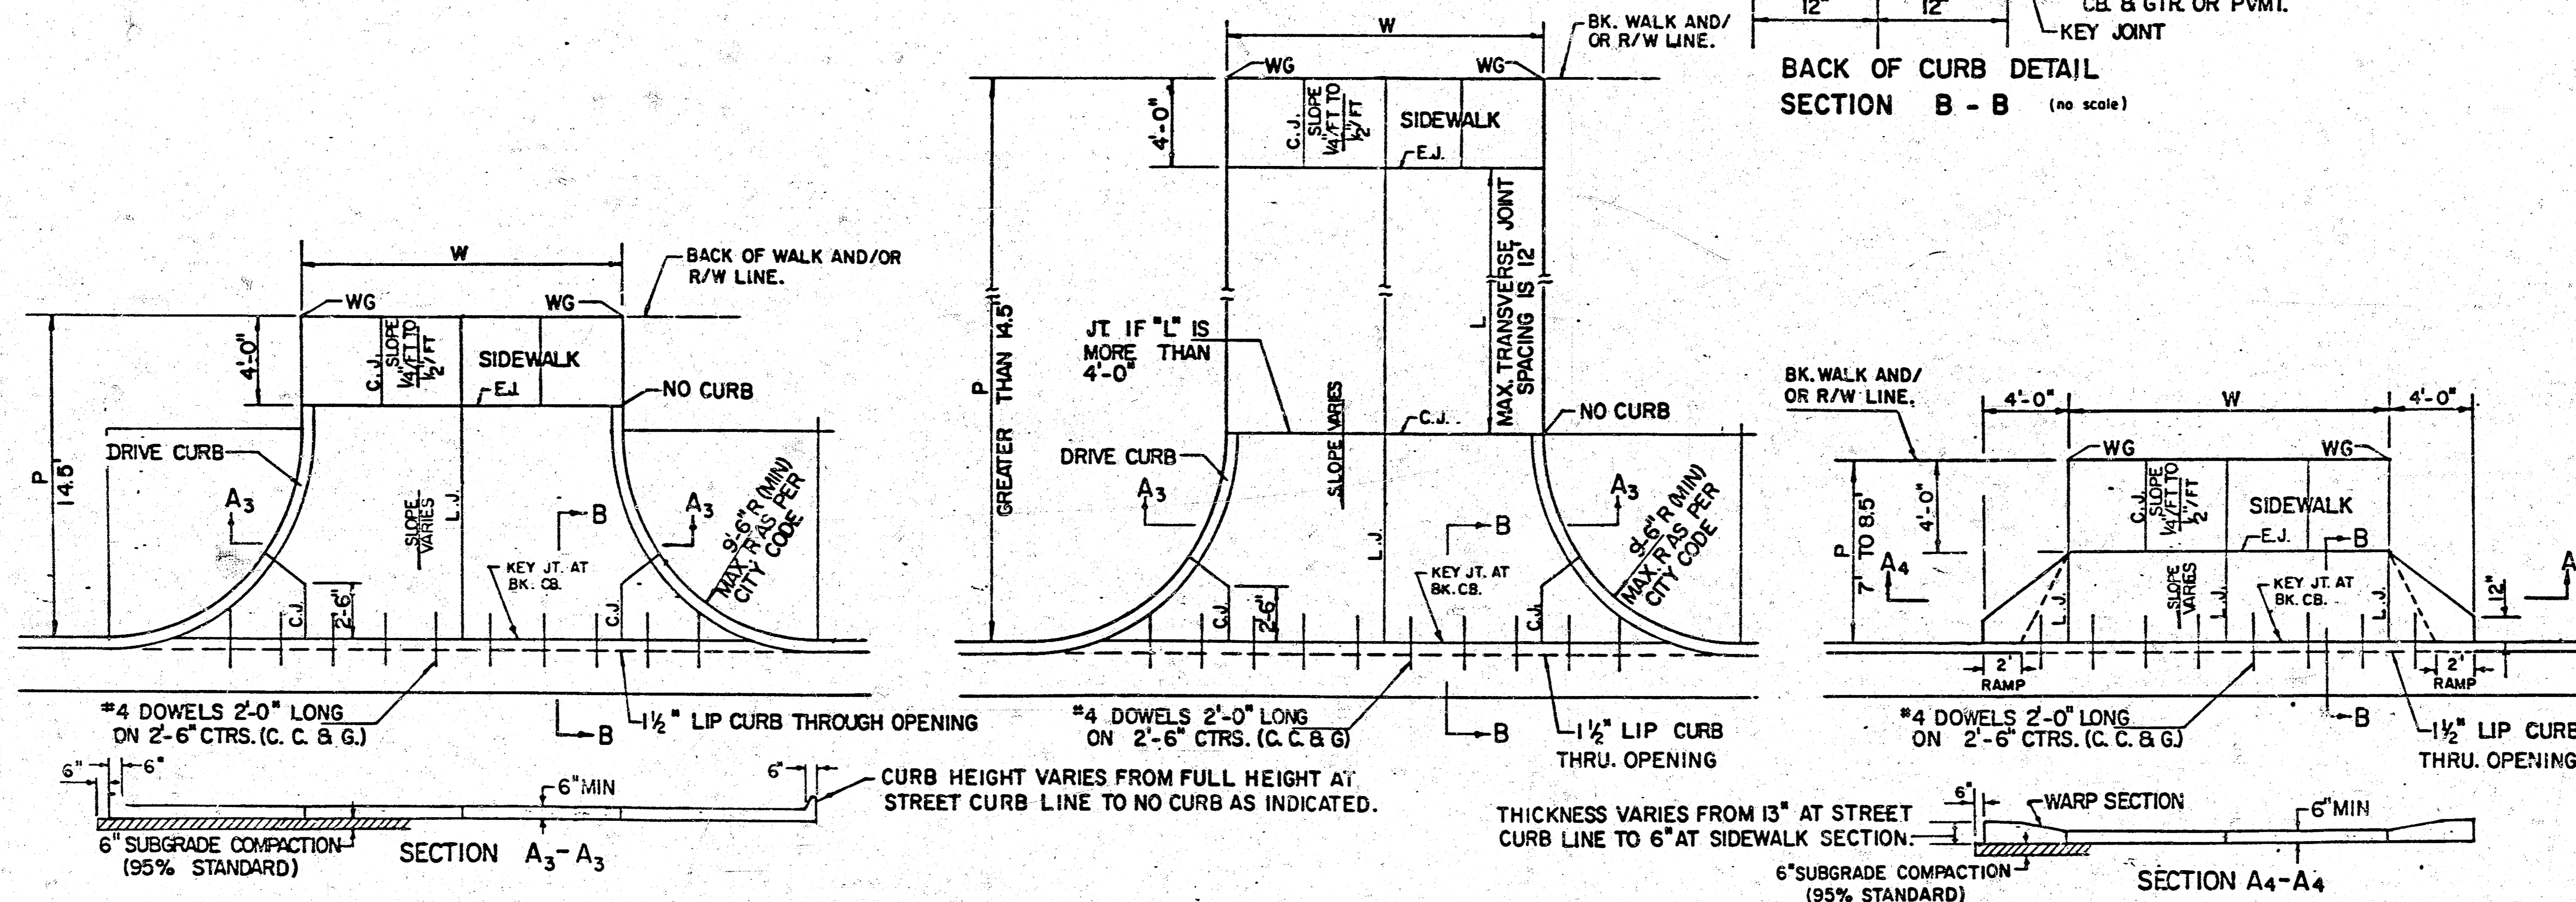 12" 12"
CB. & GTR. OR PVMT.
KEY JOINT
BACK OF CURB DETAIL
SECTION B - B (no scale)
W
BACK OF WALK AND/OR
R/W LINE.
WG WG
4'-0"
C.J.
SLOPE
1/4"/FT TO
1/2"/FT
SIDEWALK
E.J.
NO CURB
DRIVE CURB
P
14.5'
A3 A3
SLOPE
VARIES
L.J.
B
9'-6" R (MIN)
MAX. R AS PER
CITY CODE
KEY JT. AT
BK. CB.
C.J.
2'-6"
#4 DOWELS 2'-0" LONG
ON 2'-6" CTRS. (C. C. & G.)
B
1 1/2" LIP CURB THROUGH OPENING
6" 6"
6" MIN
6"
CURB HEIGHT VARIES FROM FULL HEIGHT AT
STREET CURB LINE TO NO CURB AS INDICATED.
6" SUBGRADE COMPACTION
(95% STANDARD)
SECTION A3-A3
W
BK. WALK AND/
OR R/W LINE.
WG WG
4'-0"
C.J.
SLOPE
1/4"/FT TO
1/2"/FT
SIDEWALK
E.J.
P
GREATER THAN 14.5'
L
MAX. TRANSVERSE JOINT
SPACING IS 12'
JT. IF "L" IS
MORE THAN
4'-0"
SLOPE VARIES
C.J.
NO CURB
DRIVE CURB
A3 A3
9'-6" R (MIN)
MAX. R AS PER
CITY CODE
L.J.
B
KEY JT. AT
BK. CB.
C.J.
2'-6"
C.J.
#4 DOWELS 2'-0" LONG
ON 2'-6" CTRS. (C. C. & G)
B
1 1/2" LIP CURB
THRU. OPENING
BK. WALK AND/
OR R/W LINE.
4'-0" W 4'-0"
WG WG
P
7' TO 8.5'
4'-0"
C.J.
SLOPE
1/4"/FT TO
1/2"/FT
SIDEWALK
E.J.
B
A4
L.J.
SLOPE
VARIES
L.J.
KEY JT. AT
BK. CB.
L.J.
12"
2' 2'
RAMP RAMP
#4 DOWELS 2'-0" LONG
ON 2'-6" CTRS. (C. C. & G.)
B
1 1/2" LIP CURB
THRU. OPENING
THICKNESS VARIES FROM 13" AT STREET
CURB LINE TO 6" AT SIDEWALK SECTION.
6"
WARP SECTION
6" MIN
6" SUBGRADE COMPACTION
(95% STANDARD)
SECTION A4-A4